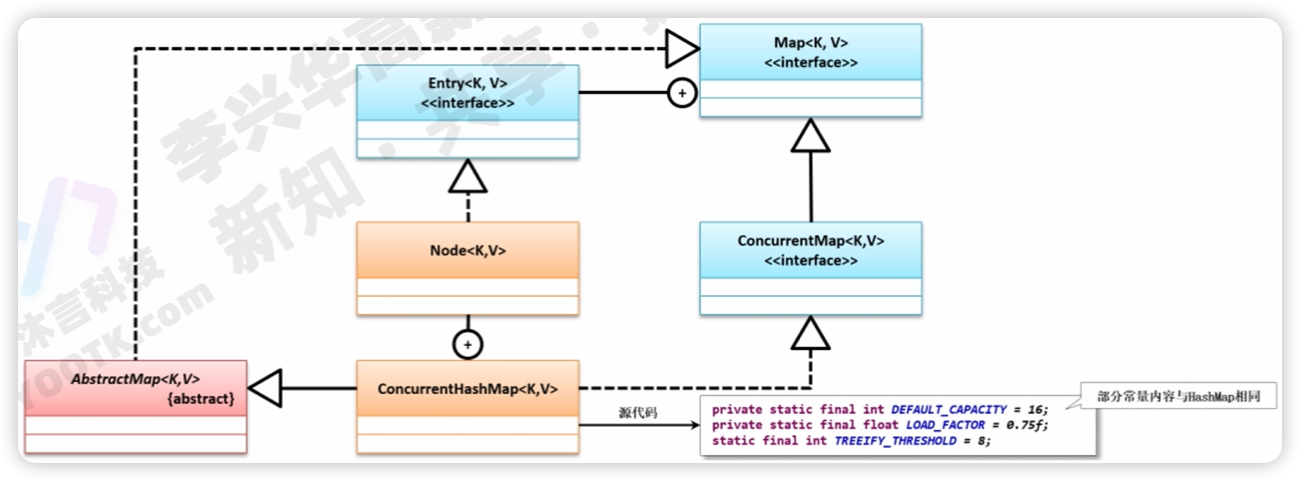 Map<K, V>
<<interface>>
Entry<K, V>
<<interface>>
+
Node<K,V>
ConcurrentMap<K,V>
<<interface>>
+
AbstractMap<K,V>
{abstract}
ConcurrentHashMap<K,V>
源代码
部分常量内容与HashMap相同
private static final int DEFAULT_CAPACITY = 16;
private static final float LOAD_FACTOR = 0.75f;
static final int TREEIFY_THRESHOLD = 8;
李兴华高薪
新知·共享·
沐言科技
YOOTK.com